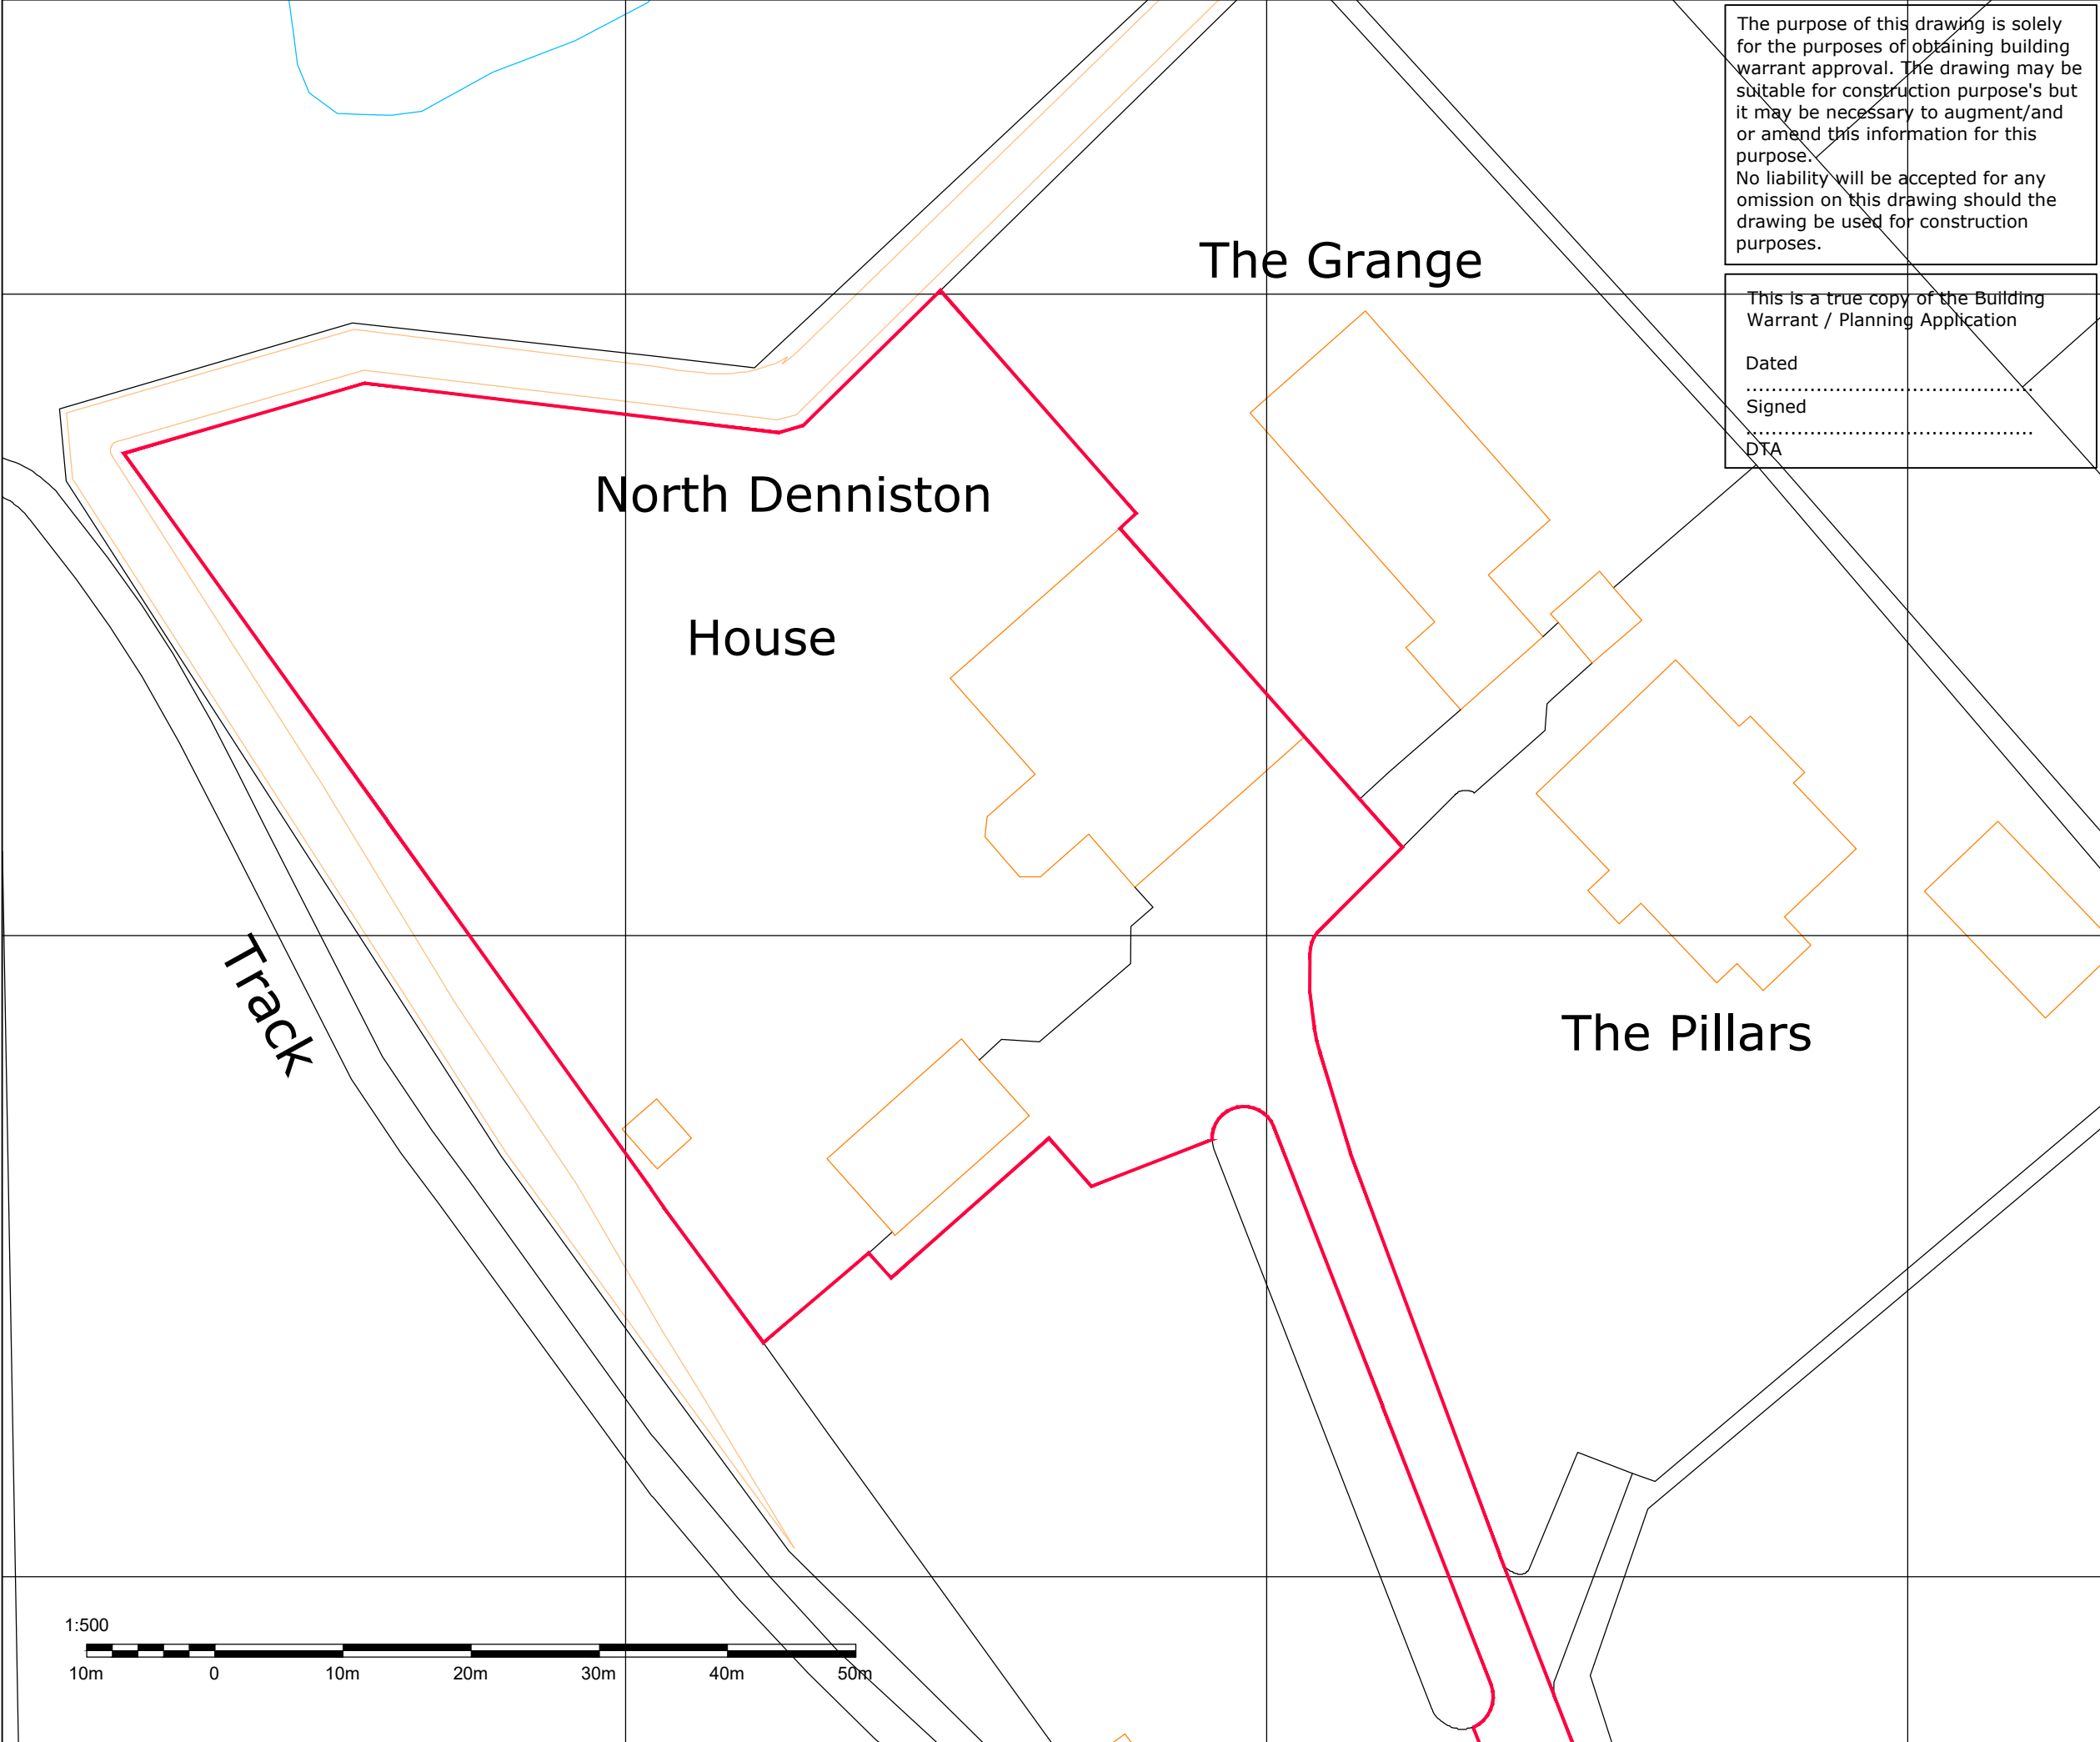 The purpose of this drawing is solely
for the purposes of obtaining building
warrant approval. The drawing may be
suitable for construction purpose's but
it may be necessary to augment/and
or amend this information for this
purpose.
No liability will be accepted for any
omission on this drawing should the
drawing be used for construction
purposes.
This is a true copy of the Building
Warrant / Planning Application
Dated
.............................................
Signed
.............................................
DTA
The Grange
North Denniston
House
Track
The Pillars
1:500
10m 0 10m 20m 30m 40m 50m